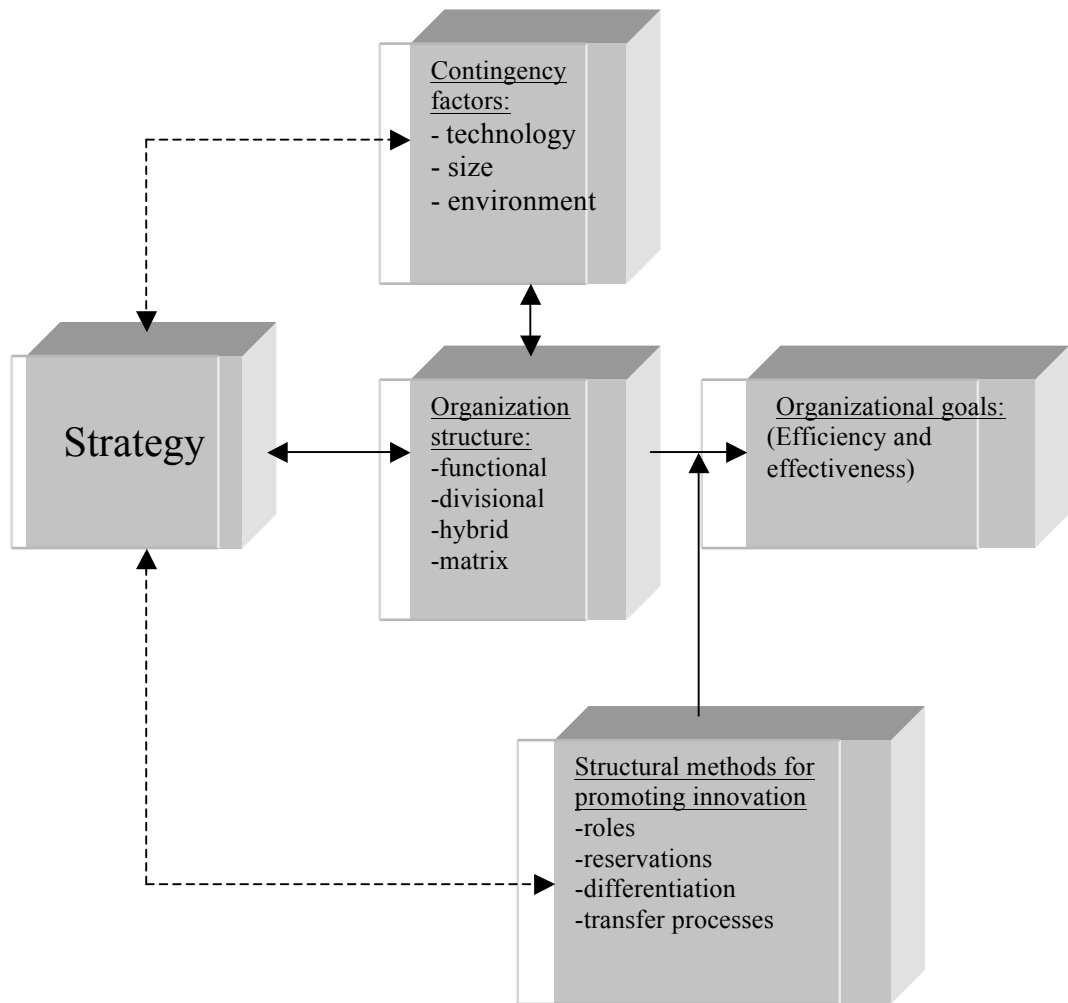 Contingency
factors:
- technology
- size
- environment
Strategy
Organization
structure:
-functional
-divisional
-hybrid
-matrix
Organizational goals:
(Efficiency and
effectiveness)
Structural methods for
promoting innovation
-roles
-reservations
-differentiation
-transfer processes